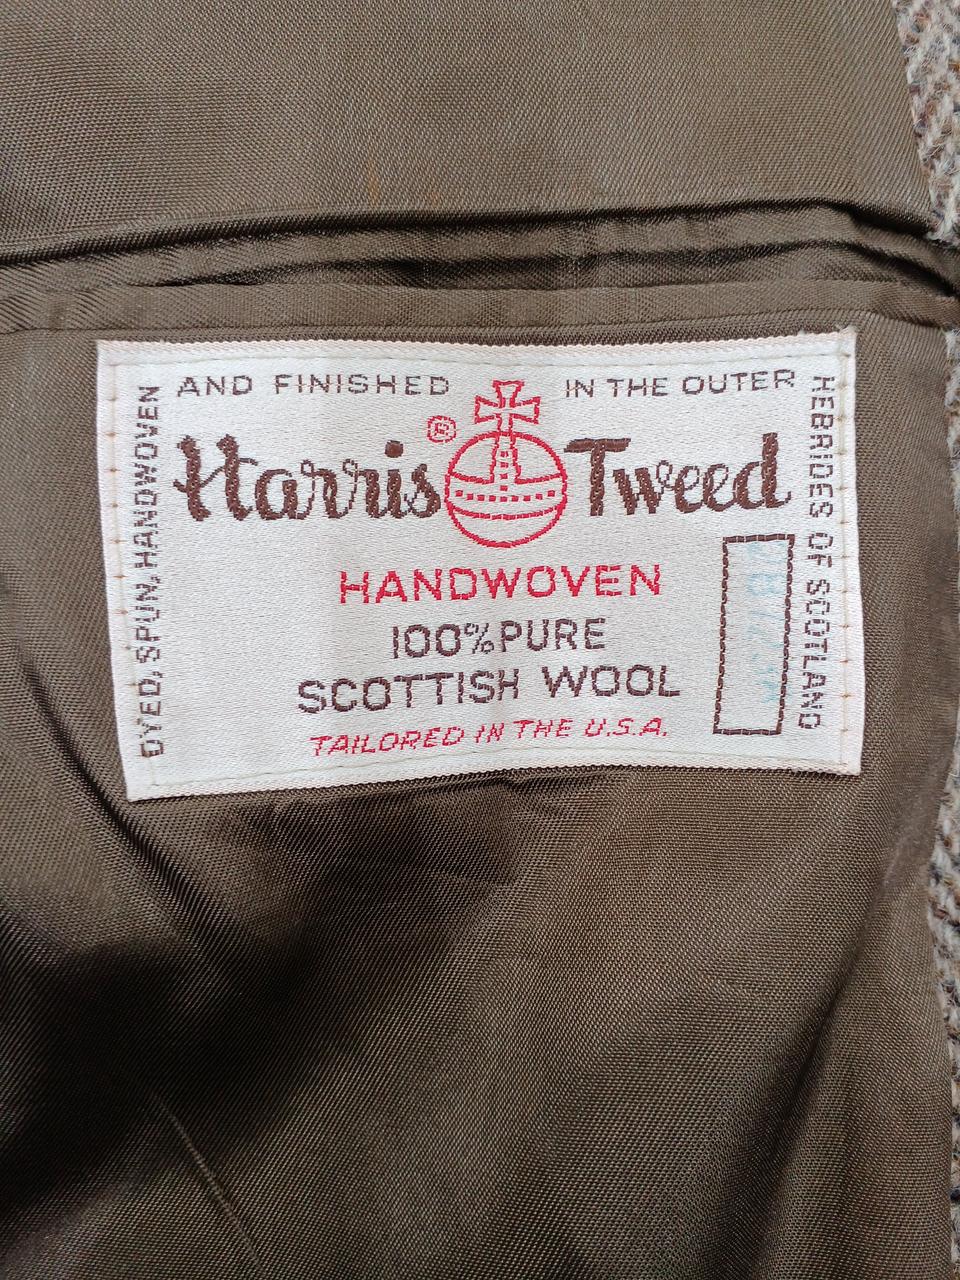 DYED, SPUN, HANDWOVEN
AND FINISHED
IN THE OUTER
HEBRIDES OF SCOTLAND
Harris® Tweed
HANDWOVEN
100% PURE
SCOTTISH WOOL
TAILORED IN THE U.S.A.